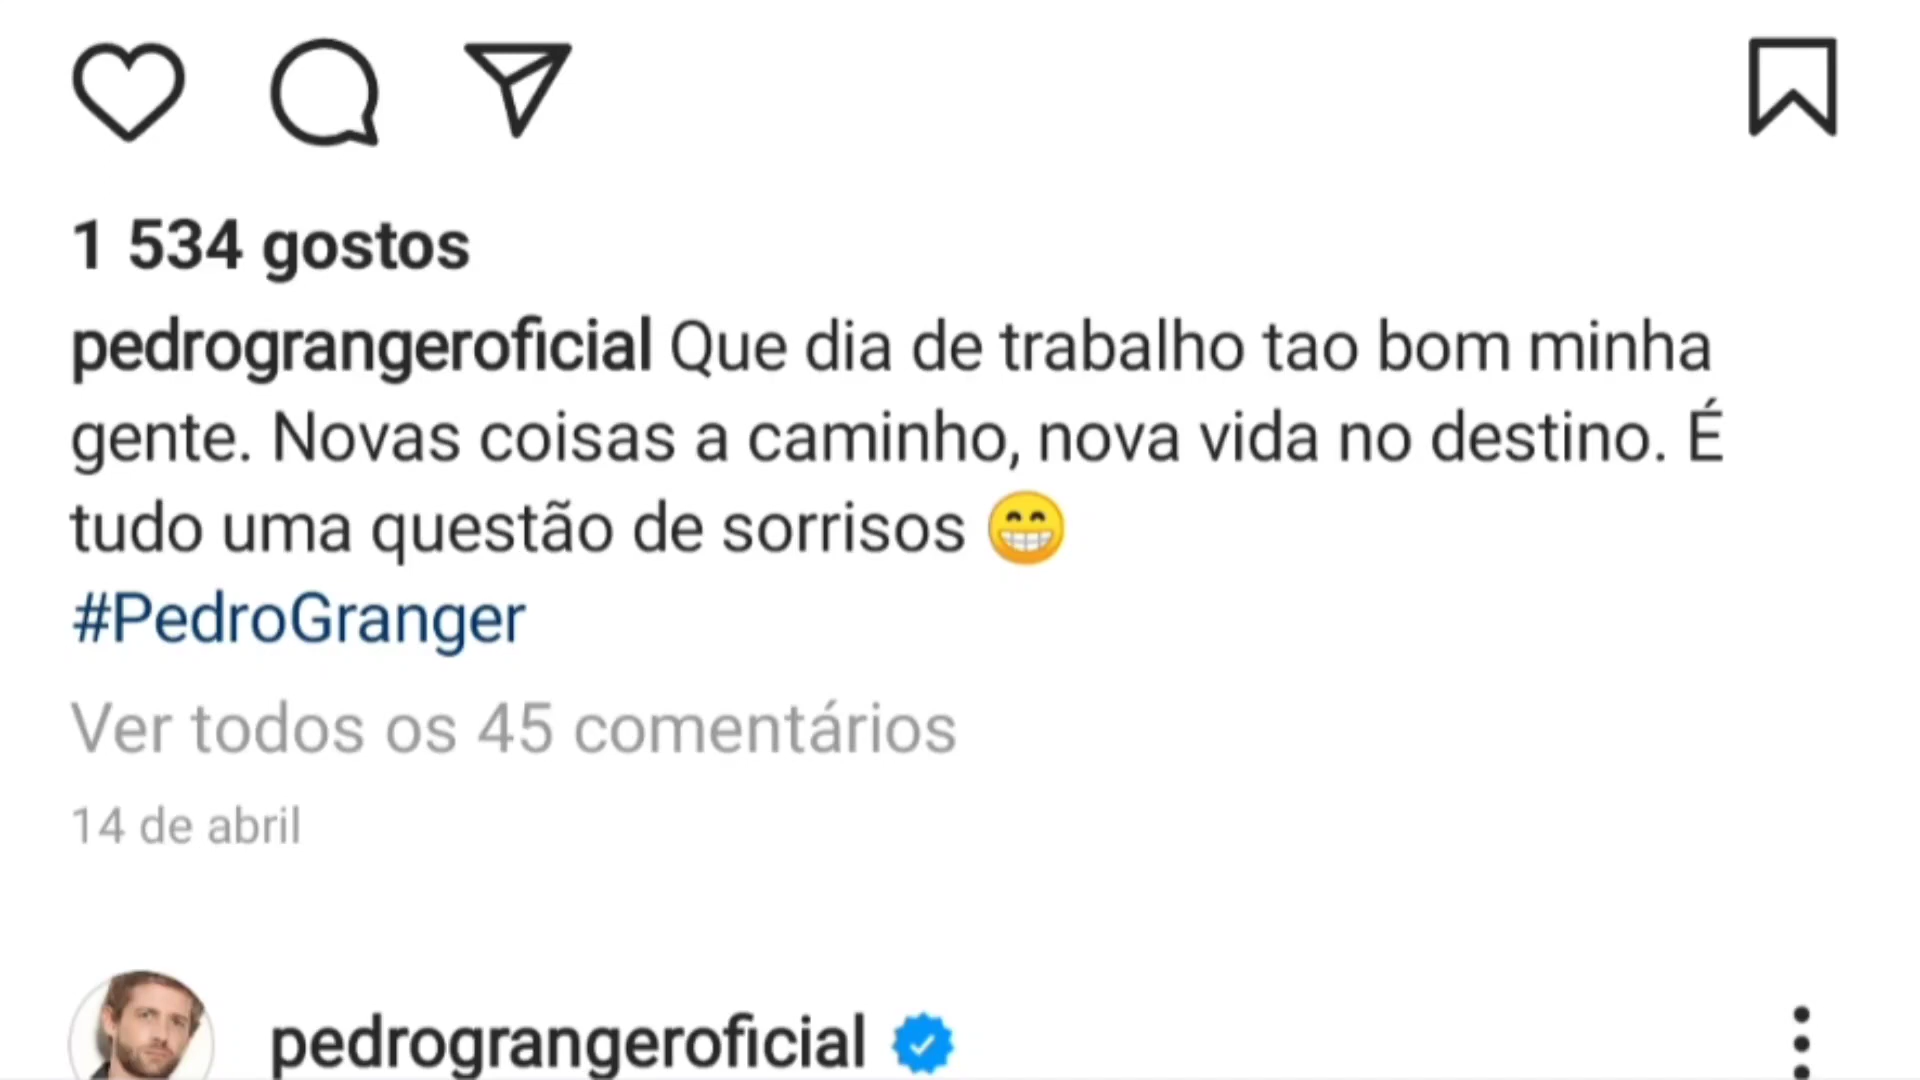 1 534 gostos
pedrograngeroficial Que dia de trabalho tao bom minha
gente. Novas coisas a caminho, nova vida no destino. É
tudo uma questão de sorrisos 😁
#PedroGranger
Ver todos os 45 comentários
14 de abril
pedrograngeroficial